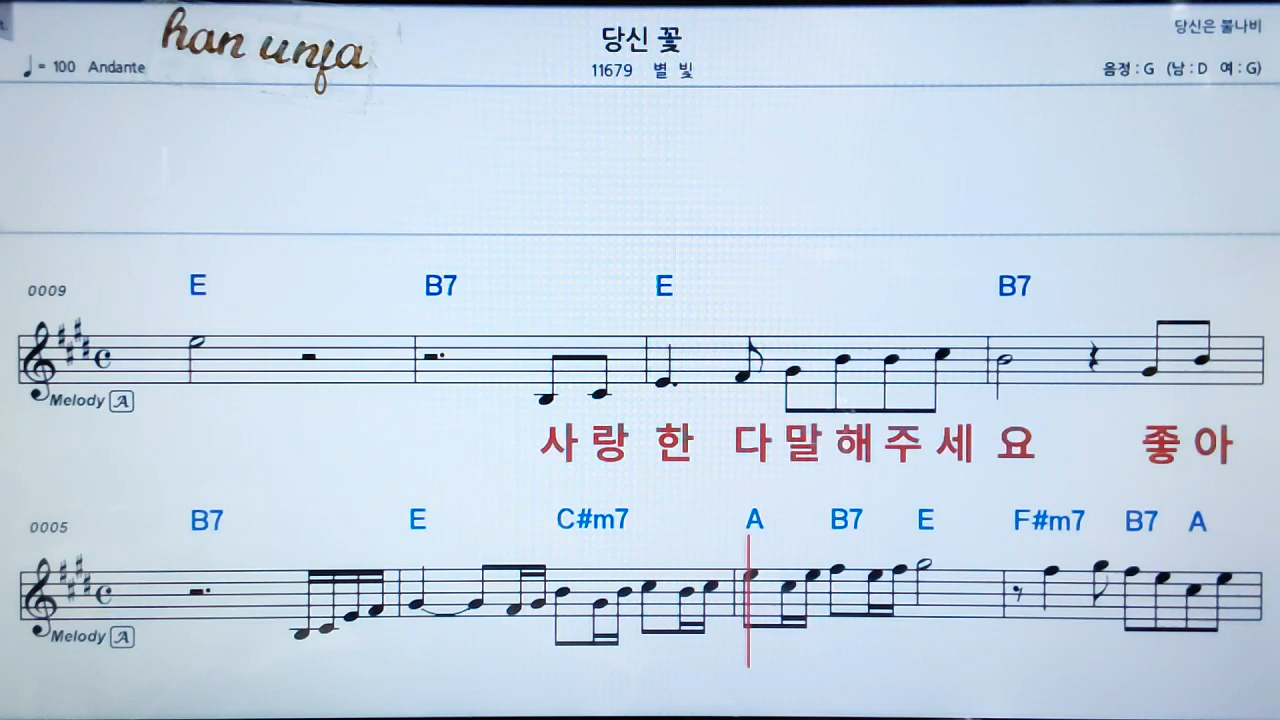 han unfa
당신 꽃
당신은 불나비
♩ = 100 Andante
11679 별 빛
음정 : G (남 : D 여 : G)
0009
E B7 E B7
Melody A
사 랑 한 다 말 해 주 세 요 좋 아
0005
B7 E C#m7 A B7 E F#m7 B7 A
Melody A